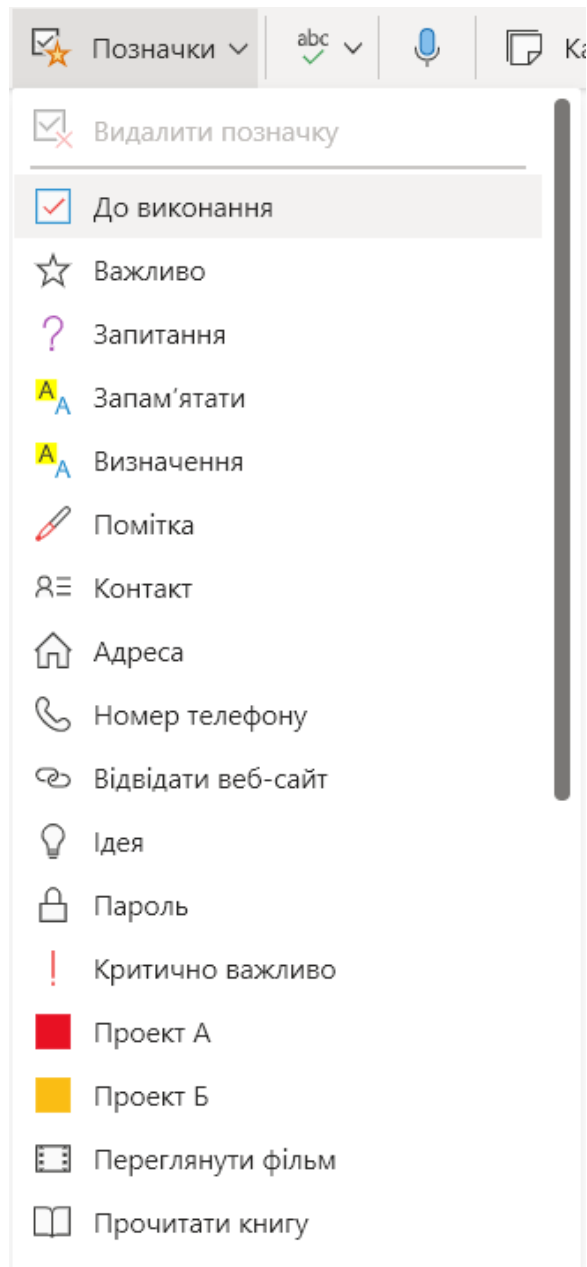 Позначки abc Ка
Видалити позначку
До виконання
Важливо
Запитання
A A Запам’ятати
A A Визначення
Помітка
Контакт
Адреса
Номер телефону
Відвідати веб-сайт
Ідея
Пароль
Критично важливо
Проект А
Проект Б
Переглянути фільм
Прочитати книгу